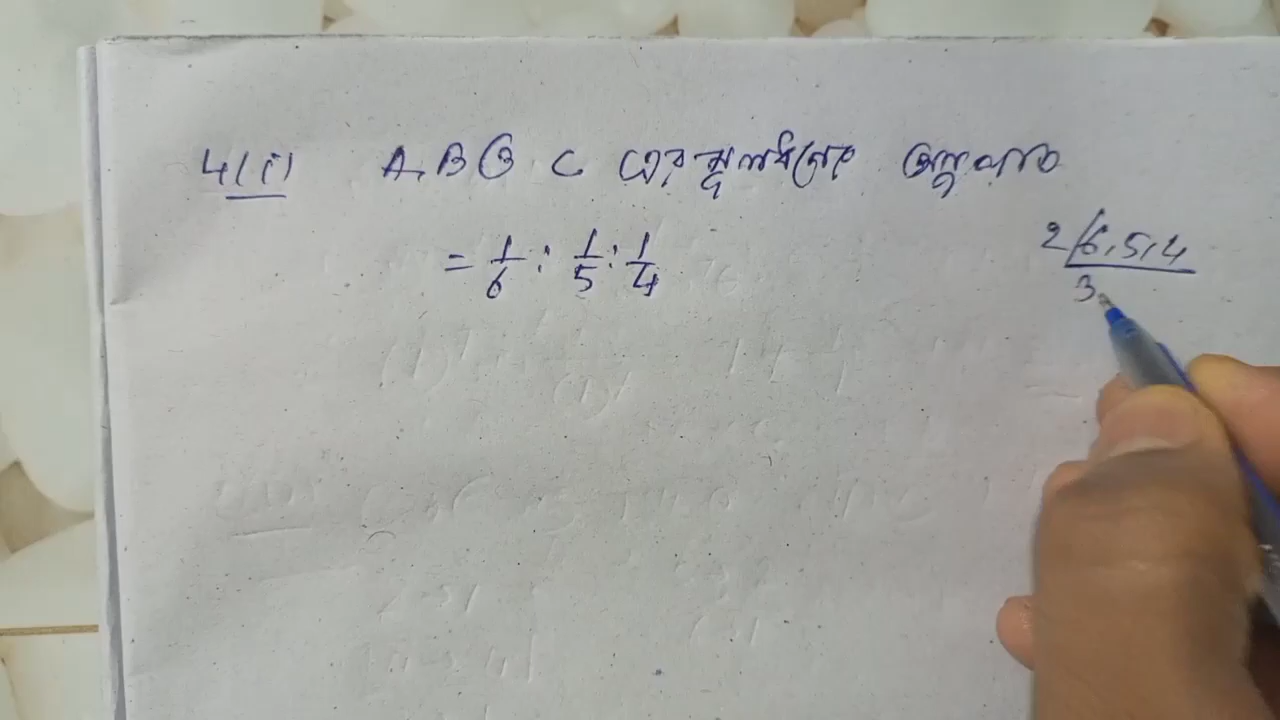 4(i) A, B ও C এর মূলধনের অনুপাত
= 1/6 : 1/5 : 1/4
2/6,5,4
3